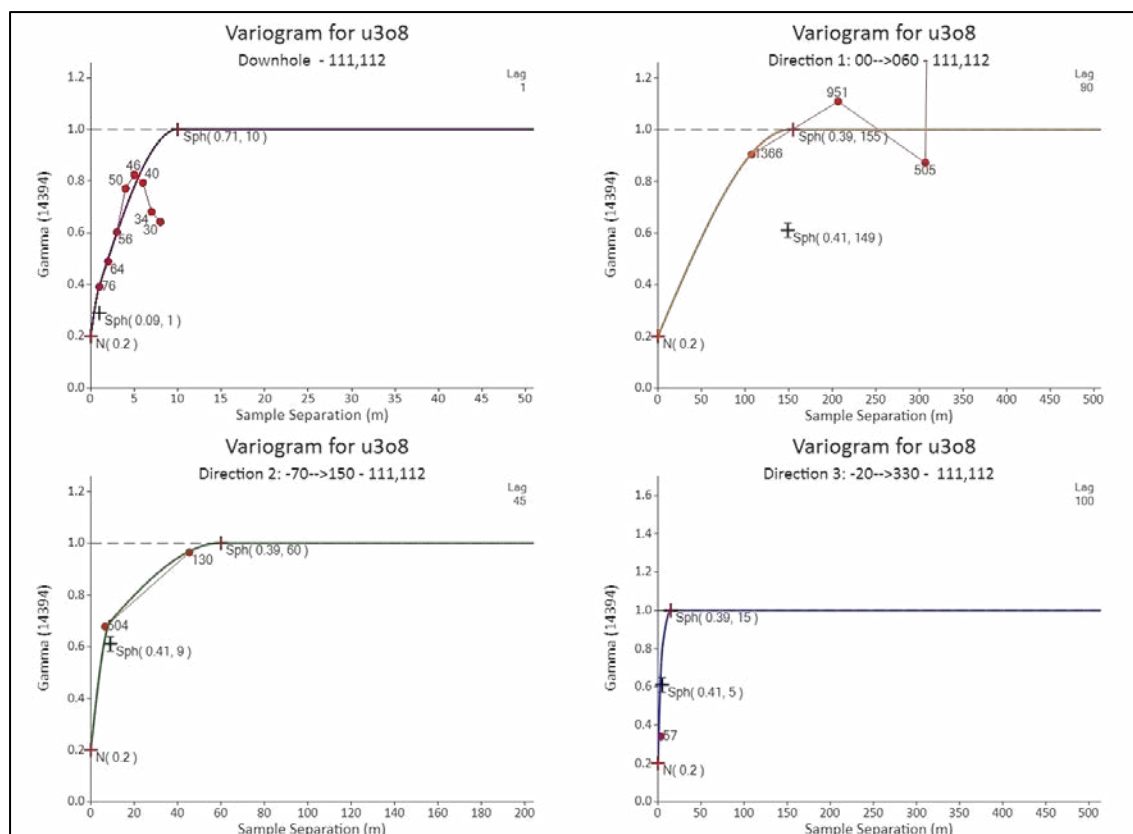 Variogram for u3o8
Downhole - 111,112
Lag
1
1.2
1.0
0.8
0.6
0.4
0.2
0.0
Gamma (14394)
Sph( 0.71, 10 )
46
50
40
34
30
56
64
76
Sph( 0.09, 1 )
N( 0.2 )
0 5 10 15 20 25 30 35 40 45 50
Sample Separation (m)
Variogram for u3o8
Direction 1: 00-->060 - 111,112
Lag
90
1.2
1.0
0.8
0.6
0.4
0.2
0.0
Gamma (14394)
951
Sph( 0.39, 155 )
1366
505
Sph( 0.41, 149 )
N( 0.2 )
0 50 100 150 200 250 300 350 400 450 500
Sample Separation (m)
Variogram for u3o8
Direction 2: -70-->150 - 111,112
Lag
45
1.2
1.0
0.8
0.6
0.4
0.2
0.0
Gamma (14394)
Sph( 0.39, 60 )
130
504
Sph( 0.41, 9 )
N( 0.2 )
0 20 40 60 80 100 120 140 160 180 200
Sample Separation (m)
Variogram for u3o8
Direction 3: -20-->330 - 111,112
Lag
100
1.6
1.4
1.2
1.0
0.8
0.6
0.4
0.2
0.0
Gamma (14394)
Sph( 0.39, 15 )
Sph( 0.41, 5 )
57
N( 0.2 )
0 50 100 150 200 250 300 350 400 450 500
Sample Separation (m)